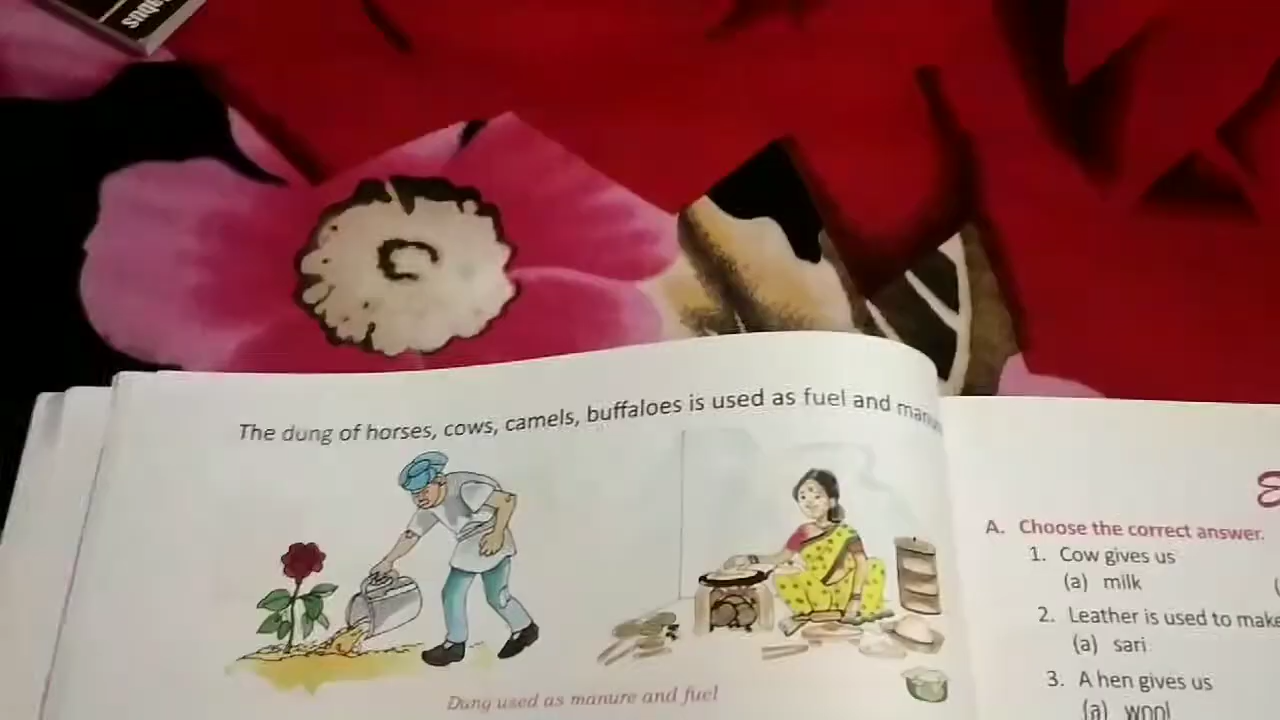 The dung of horses, cows, camels, buffaloes is used as fuel and
Dung used as manure and fuel
A. Choose the correct answer.
1. Cow gives us
(a) milk
2. Leather is used to make
(a) sari
3. A hen gives us
(a) wool